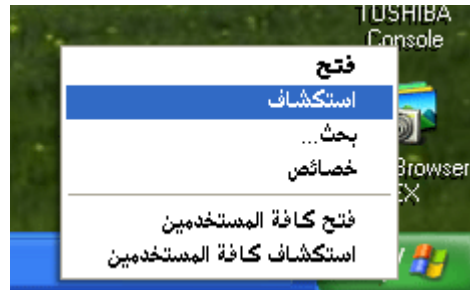 TOSHIBA
Console
فتح
استكشاف
بحث...
خصائص
Browser
EX
فتح كافة المستخدمين
استكشاف كافة المستخدمين